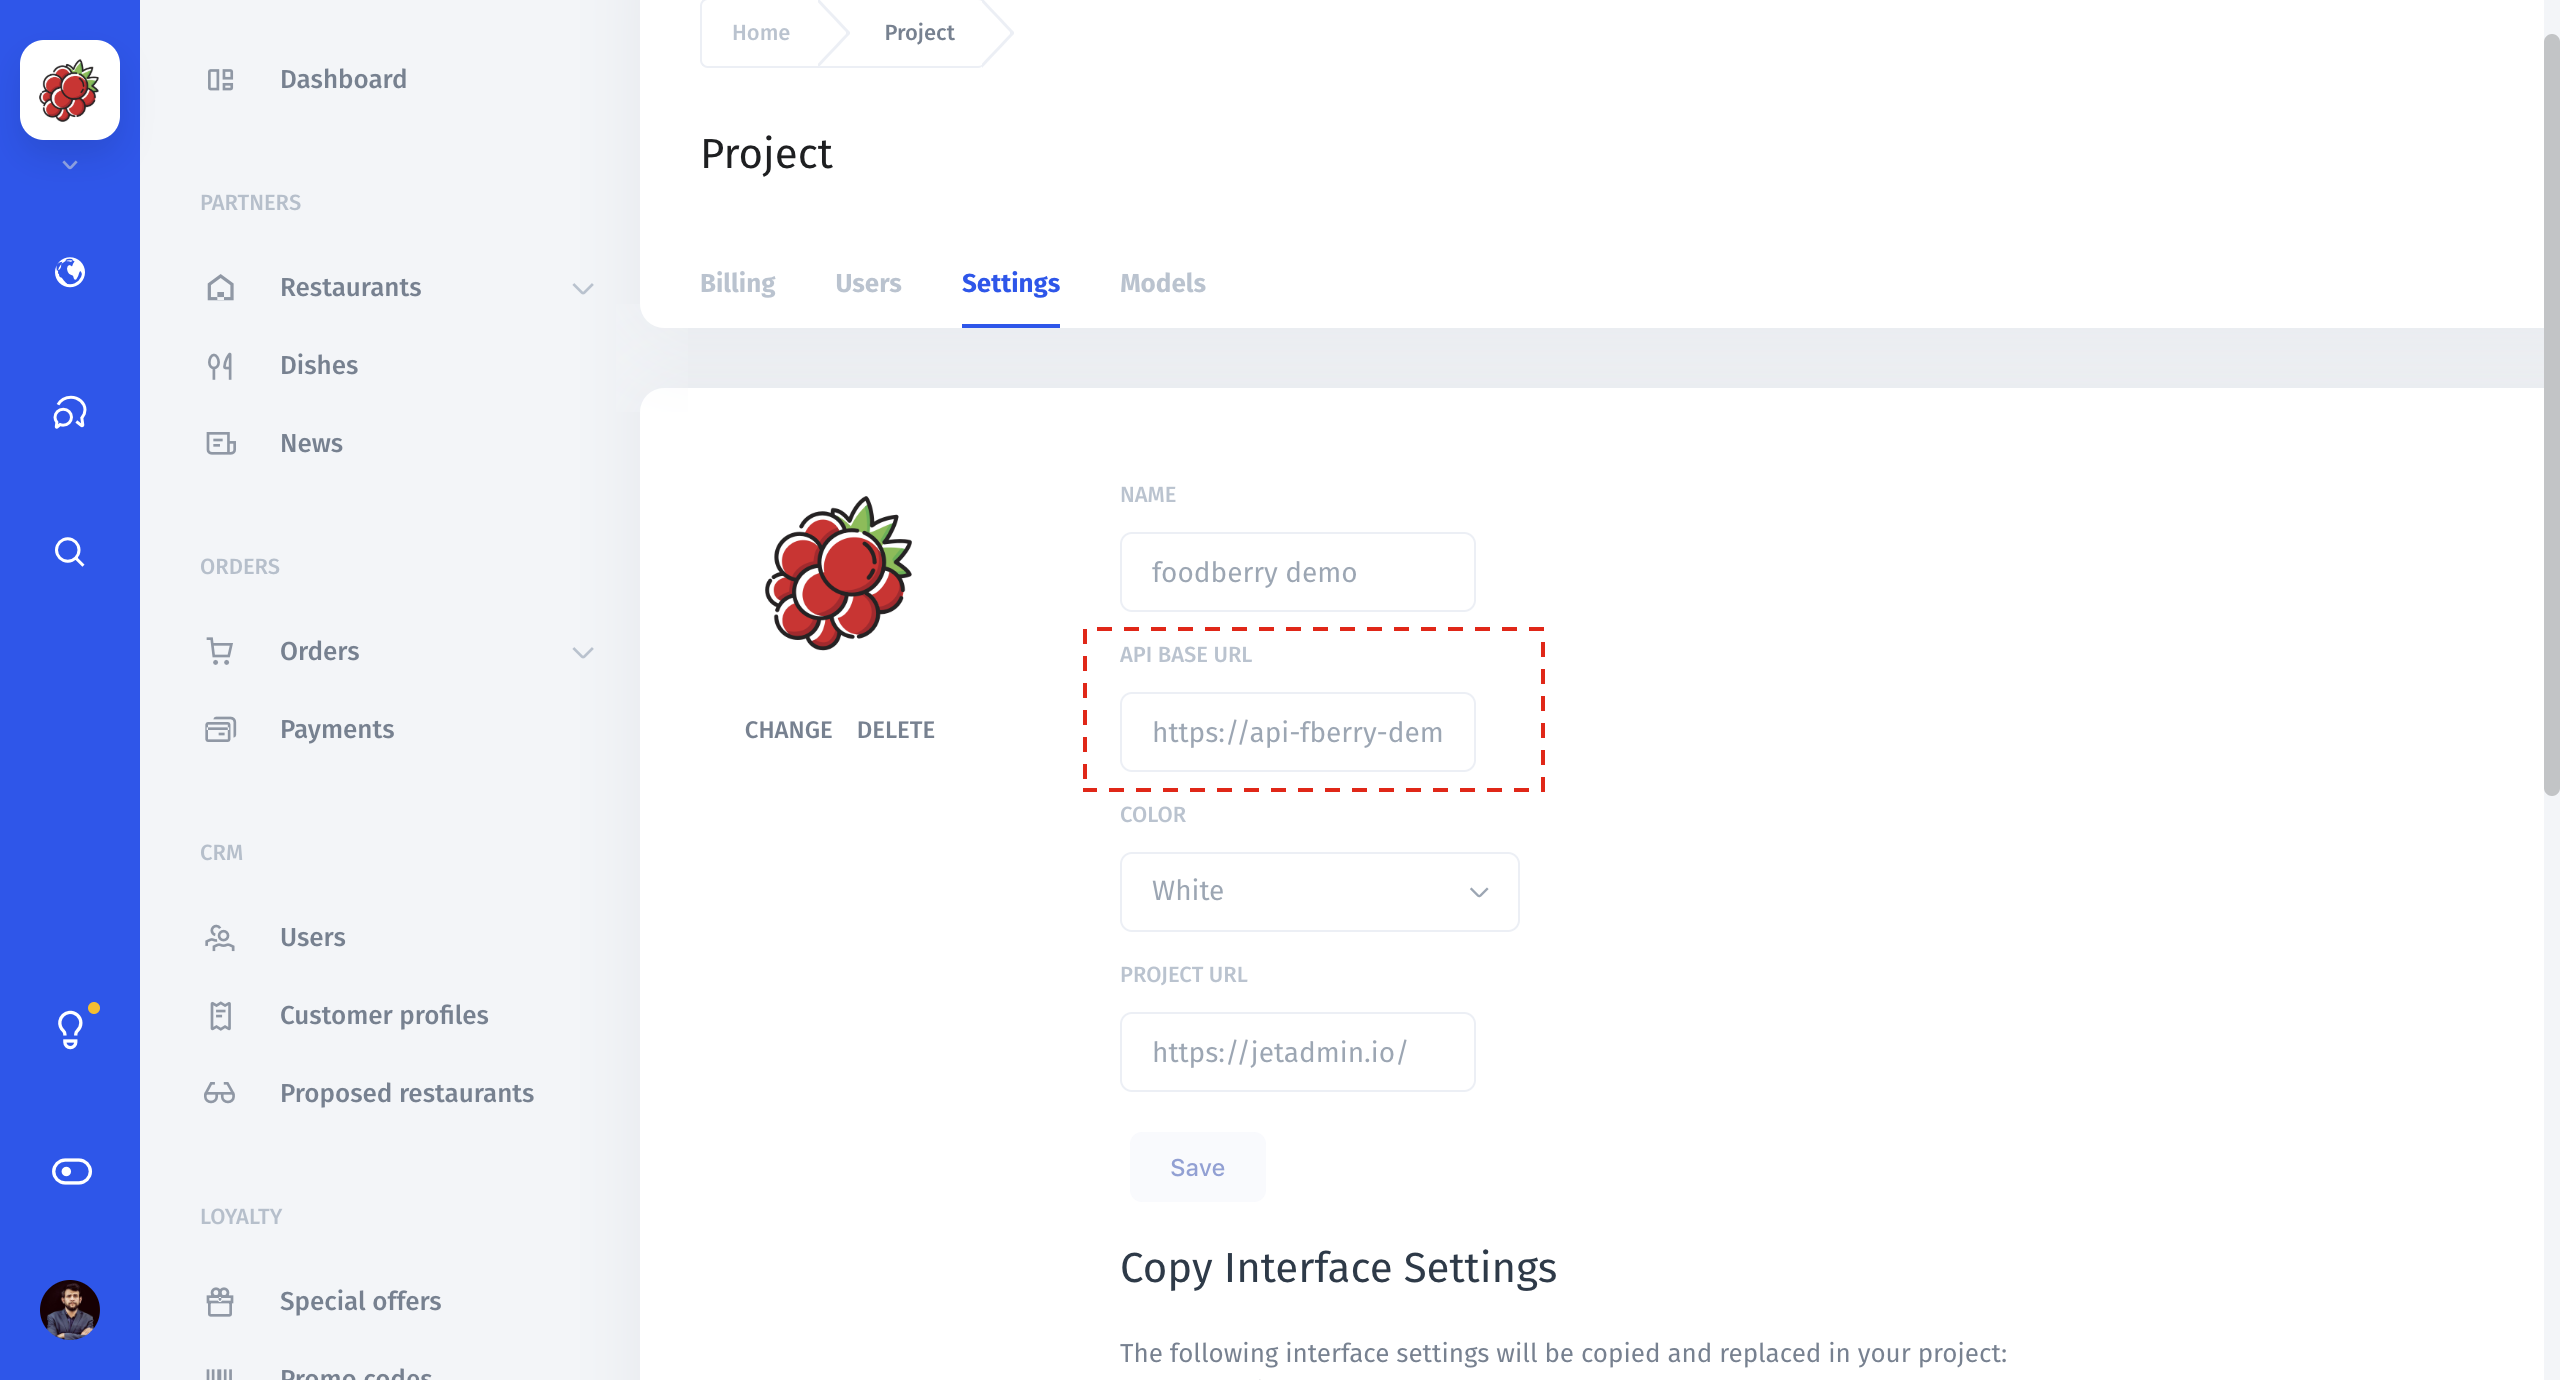 Dashboard
PARTNERS
Restaurants
Dishes
News
ORDERS
Orders
Payments
CRM
Users
Customer profiles
Proposed restaurants
LOYALTY
Special offers
Promo codes
Home
Project
Project
Billing
Users
Settings
Models
CHANGE
DELETE
NAME
foodberry demo
API BASE URL
https://api-fberry-dem
COLOR
White
PROJECT URL
https://jetadmin.io/
Save
Copy Interface Settings
The following interface settings will be copied and replaced in your project: